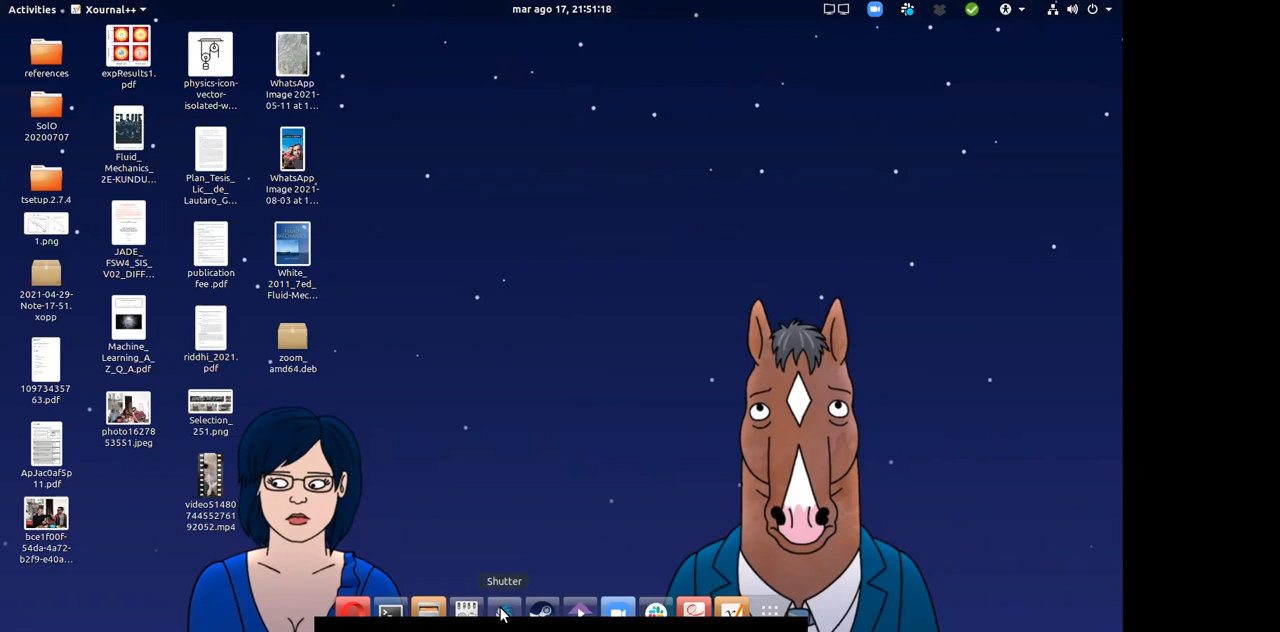 Activities
Xournal++
mar ago 17, 21:51:18
references
SolO
20200707
tsetup.2.7.4
1.png
2021-04-29-
Note-17-51.
xopp
109734357
63.pdf
ApJac0af5p
11.pdf
bce1f00f-
54da-4a72-
b2f9-e40a...
expResults1.
pdf
Fluid_
Mechanics_
2E-KUNDU...
JADE_
FSW4_SIS_
V02_DIFF...
Machine_
Learning_A_
Z_Q_A.pdf
photo16278
53551.jpeg
physics-icon-
vector-
isolated-w...
Plan_Tesis_
Lic__de_
Lautaro_G...
publication
fee .pdf
riddhi_2021.
pdf
Selection_
251.png
video51480
744552761
92052.mp4
WhatsApp
Image 2021-
05-11 at 1...
WhatsApp
Image 2021-
08-03 at 1...
White_
2011_7ed_
Fluid-Mec...
zoom_
amd64.deb
Shutter